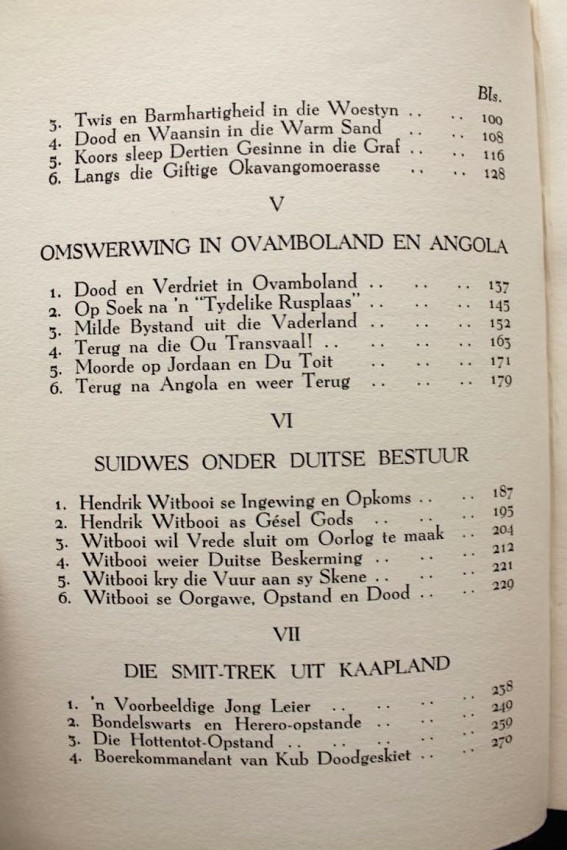 Bls.
3. Twis en Barmhartigheid in die Woestyn .. .. 100
4. Dood en Waansin in die Warm Sand .. .. 108
5. Koors sleep Dertien Gesinne in die Graf .. .. 116
6. Langs die Giftige Okavangomoerasse .. .. 128
V
OMSWERWING IN OVAMBOLAND EN ANGOLA
1. Dood en Verdriet in Ovamboland .. .. .. 137
2. Op Soek na 'n "Tydelike Rusplaas" .. .. .. 145
3. Milde Bystand uit die Vaderland .. .. .. 152
4. Terug na die Ou Transvaal! .. .. .. .. 163
5. Moorde op Jordaan en Du Toit .. .. .. 171
6. Terug na Angola en weer Terug .. .. .. 179
VI
SUIDWES ONDER DUITSE BESTUUR
1. Hendrik Witbooi se Ingewing en Opkoms .. .. 187
2. Hendrik Witbooi as Gésel Gods .. .. .. 195
3. Witbooi wil Vrede sluit om Oorlog te maak .. 204
4. Witbooi weier Duitse Beskerming .. .. .. 212
5. Witbooi kry die Vuur aan sy Skene .. .. .. 221
6. Witbooi se Oorgawe, Opstand en Dood .. .. 229
VII
DIE SMIT-TREK UIT KAAPLAND
1. 'n Voorbeeldige Jong Leier .. .. .. .. 238
2. Bondelswarts en Herero-opstande .. .. .. 249
3. Die Hottentot-Opstand .. .. .. .. 259
4. Boerekommandant van Kub Doodgeskiet .. .. 270